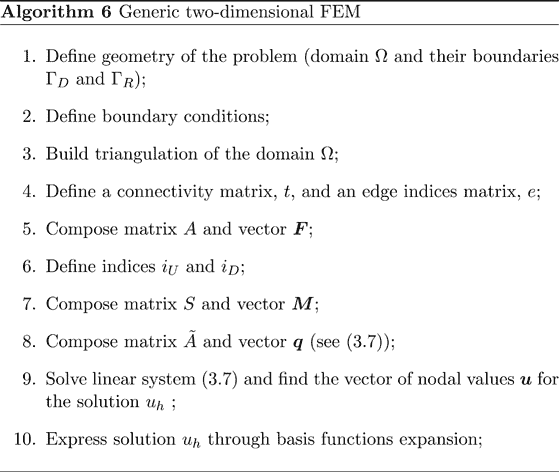 Algorithm 6 Generic two-dimensional FEM
1. Define geometry of the problem (domain Ω and their boundaries
Γ_D and Γ_R);
2. Define boundary conditions;
3. Build triangulation of the domain Ω;
4. Define a connectivity matrix, t, and an edge indices matrix, e;
5. Compose matrix A and vector F;
6. Define indices i_U and i_D;
7. Compose matrix S and vector M;
8. Compose matrix Ã and vector q (see (3.7));
9. Solve linear system (3.7) and find the vector of nodal values u for
the solution u_h ;
10. Express solution u_h through basis functions expansion;